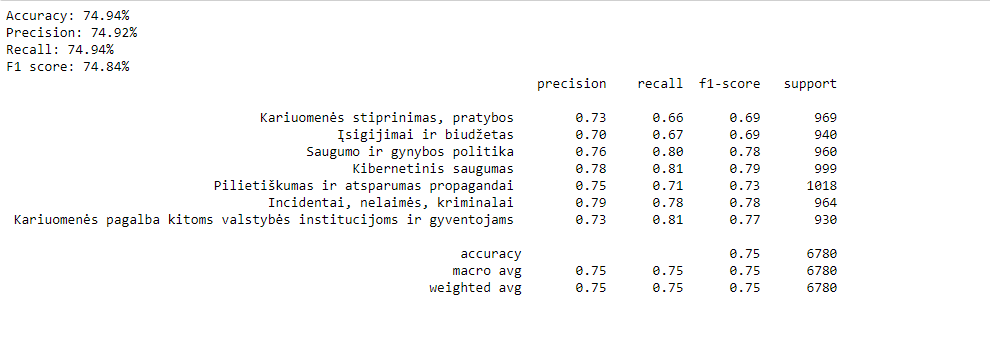 Accuracy: 74.94%
Precision: 74.92%
Recall: 74.94%
F1 score: 74.84%
precision recall f1-score support
Kariuomenės stiprinimas, pratybos 0.73 0.66 0.69 969
Įsigijimai ir biudžetas 0.70 0.67 0.69 940
Saugumo ir gynybos politika 0.76 0.80 0.78 960
Kibernetinis saugumas 0.78 0.81 0.79 999
Pilietiškumas ir atsparumas propagandai 0.75 0.71 0.73 1018
Incidentai, nelaimės, kriminalai 0.79 0.78 0.78 964
Kariuomenės pagalba kitoms valstybės institucijoms ir gyventojams 0.73 0.81 0.77 930
accuracy 0.75 6780
macro avg 0.75 0.75 0.75 6780
weighted avg 0.75 0.75 0.75 6780